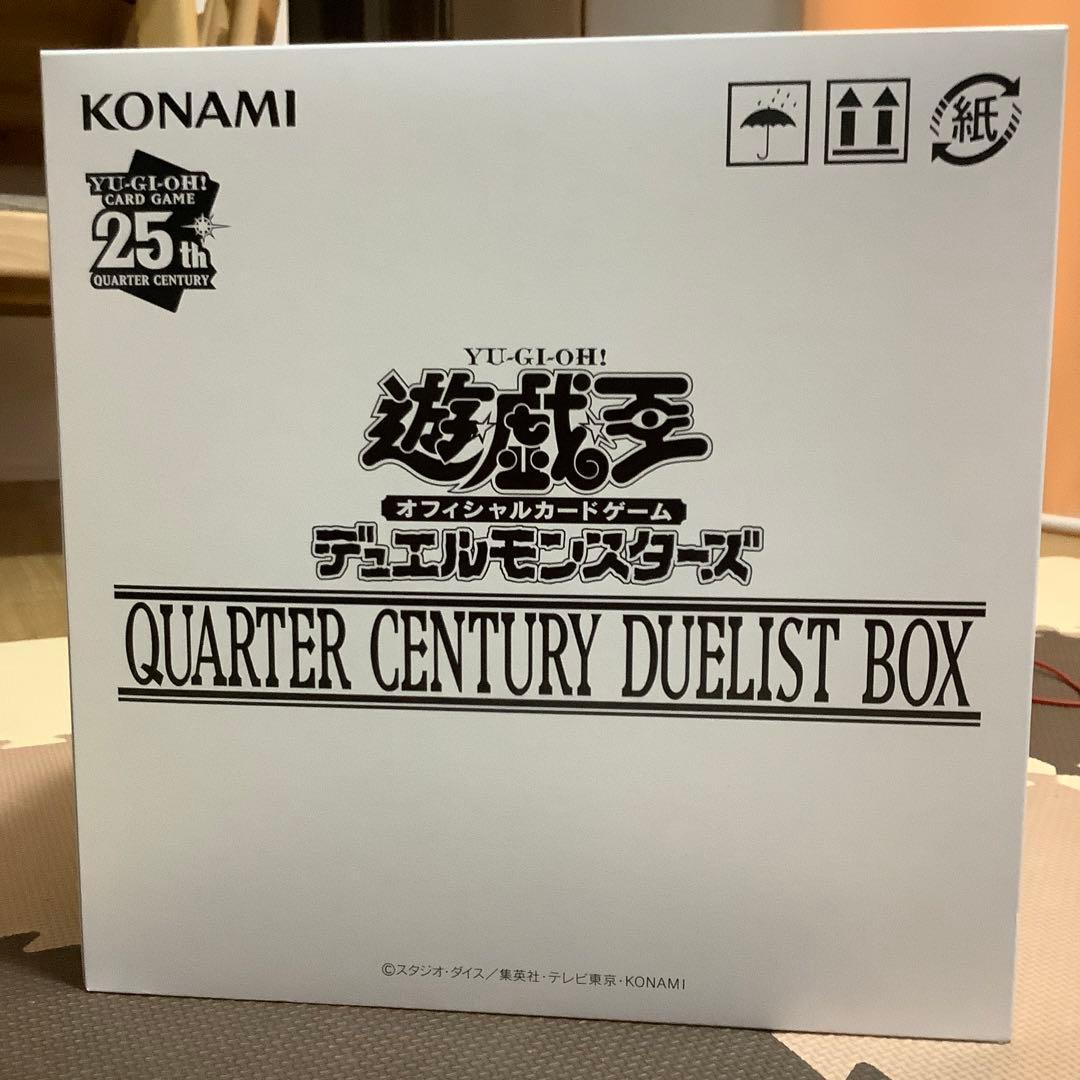 KONAMI
紙
YU-GI-OH!
CARD GAME
25th
QUARTER CENTURY
YU-GI-OH!
遊戯王
オフィシャルカードゲーム
デュエルモンスターズ
QUARTER CENTURY DUELIST BOX
©スタジオ・ダイス/集英社・テレビ東京・KONAMI